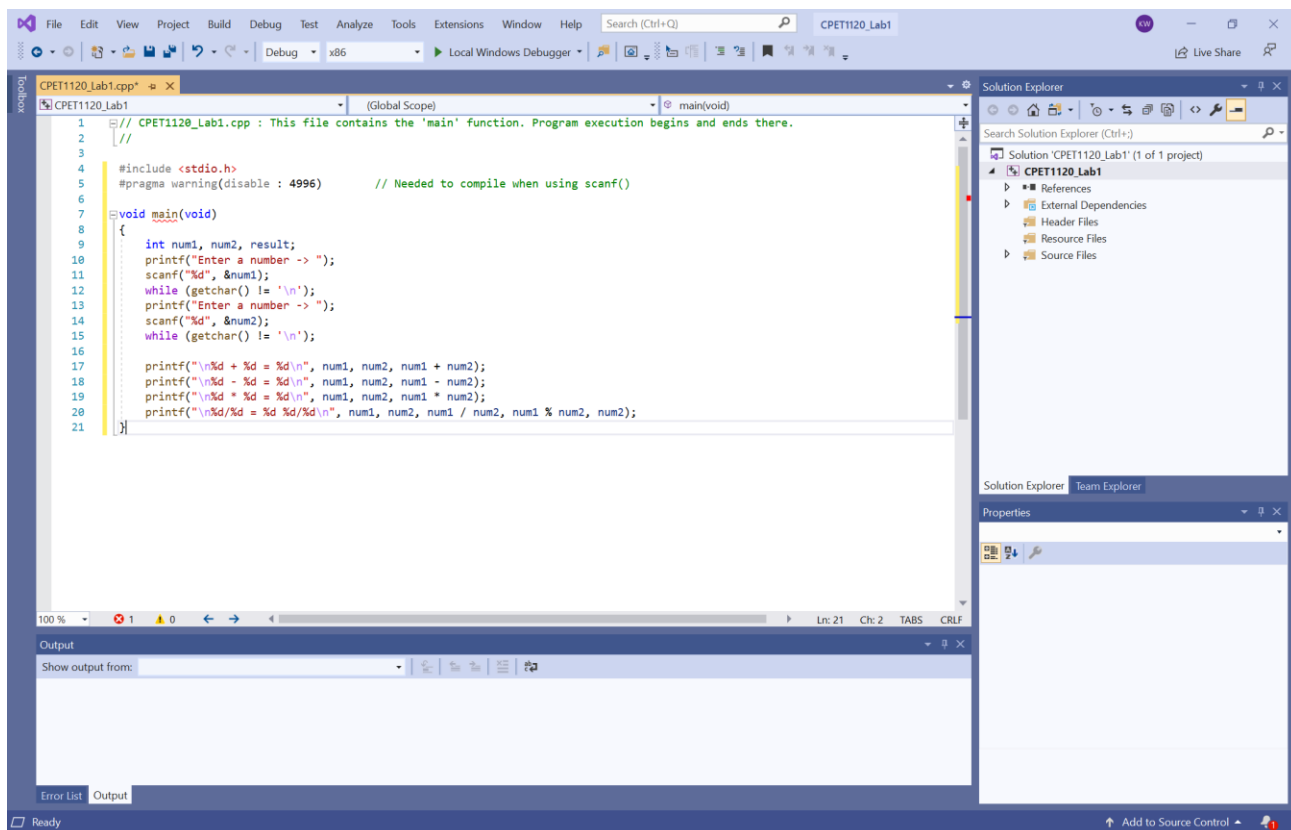 File Edit View Project Build Debug Test Analyze Tools Extensions Window Help Search (Ctrl+Q) CPET1120_Lab1 KW
Debug x86 Local Windows Debugger Live Share
Toolbox
CPET1120_Lab1.cpp*
CPET1120_Lab1 (Global Scope) main(void)
1 // CPET1120_Lab1.cpp : This file contains the 'main' function. Program execution begins and ends there.
2 //
3
4 #include <stdio.h>
5 #pragma warning(disable : 4996) // Needed to compile when using scanf()
6
7 void main(void)
8 {
9 int num1, num2, result;
10 printf("Enter a number -> ");
11 scanf("%d", &num1);
12 while (getchar() != '\n');
13 printf("Enter a number -> ");
14 scanf("%d", &num2);
15 while (getchar() != '\n');
16
17 printf("\n%d + %d = %d\n", num1, num2, num1 + num2);
18 printf("\n%d - %d = %d\n", num1, num2, num1 - num2);
19 printf("\n%d * %d = %d\n", num1, num2, num1 * num2);
20 printf("\n%d/%d = %d %d/%d\n", num1, num2, num1 / num2, num1 % num2, num2);
21 }
100 % 1 0 Ln: 21 Ch: 2 TABS CRLF
Output
Show output from:
Error List Output
Solution Explorer
Search Solution Explorer (Ctrl+;)
Solution 'CPET1120_Lab1' (1 of 1 project)
CPET1120_Lab1
References
External Dependencies
Header Files
Resource Files
Source Files
Solution Explorer Team Explorer
Properties
Ready Add to Source Control 1